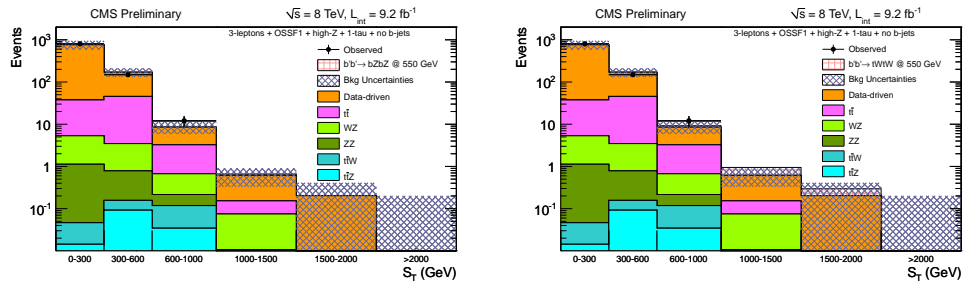 CMS Preliminary √s = 8 TeV, L_int = 9.2 fb⁻¹
3-leptons + OSSF1 + high-Z + 1-tau + no b-jets
Events
10³
10²
10
1
10⁻¹
Observed
b'b'→ bZbZ @ 550 GeV
Bkg Uncertainties
Data-driven
tt̄
WZ
ZZ
tt̄W
tt̄Z
0-300 300-600 600-1000 1000-1500 1500-2000 >2000
S_T (GeV)
CMS Preliminary √s = 8 TeV, L_int = 9.2 fb⁻¹
3-leptons + OSSF1 + high-Z + 1-tau + no b-jets
Events
10³
10²
10
1
10⁻¹
Observed
b'b'→ tWtW @ 550 GeV
Bkg Uncertainties
Data-driven
tt̄
WZ
ZZ
tt̄W
tt̄Z
0-300 300-600 600-1000 1000-1500 1500-2000 >2000
S_T (GeV)